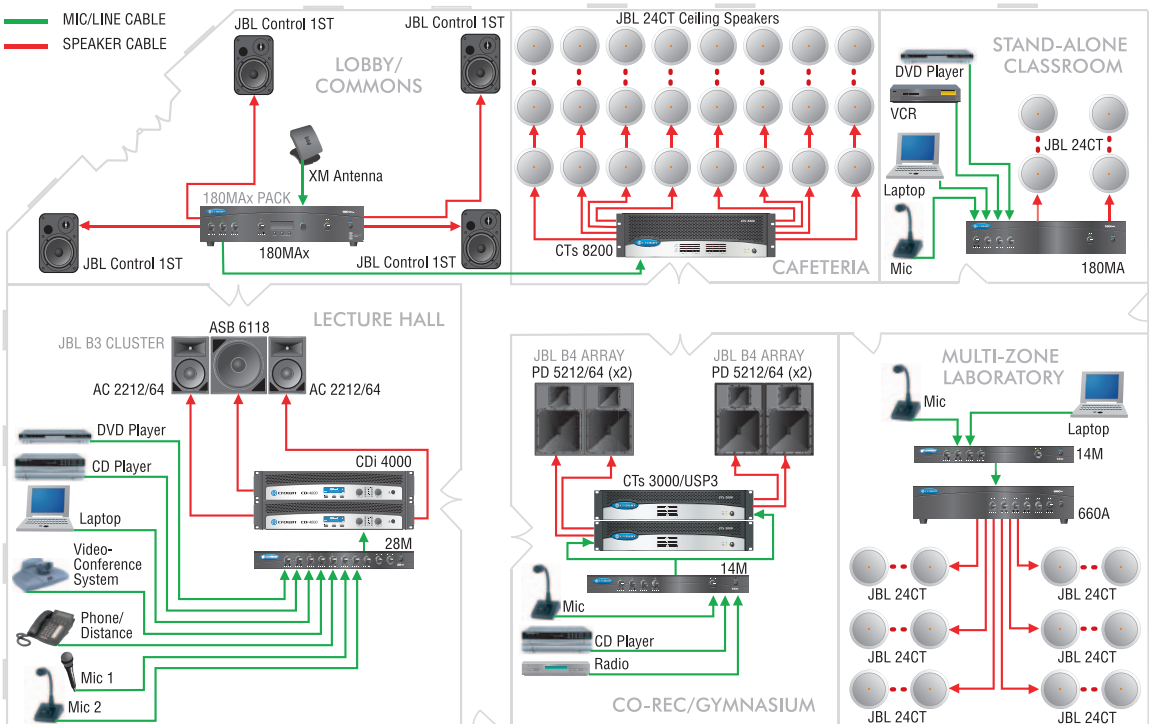 MIC/LINE CABLE
SPEAKER CABLE
JBL Control 1ST
JBL Control 1ST
LOBBY/
COMMONS
XM Antenna
180MAx PACK
180MAx
JBL Control 1ST
JBL Control 1ST
JBL 24CT Ceiling Speakers
CTs 8200
CAFETERIA
STAND-ALONE
CLASSROOM
DVD Player
VCR
JBL 24CT
Laptop
Mic
180MA
LECTURE HALL
ASB 6118
JBL B3 CLUSTER
AC 2212/64
AC 2212/64
DVD Player
CD Player
CDi 4000
Laptop
28M
Video-
Conference
System
Phone/
Distance
Mic 1
Mic 2
JBL B4 ARRAY
PD 5212/64 (x2)
JBL B4 ARRAY
PD 5212/64 (x2)
CTs 3000/USP3
14M
Mic
CD Player
Radio
CO-REC/GYMNASIUM
MULTI-ZONE
LABORATORY
Mic
Laptop
14M
660A
JBL 24CT
JBL 24CT
JBL 24CT
JBL 24CT
JBL 24CT
JBL 24CT